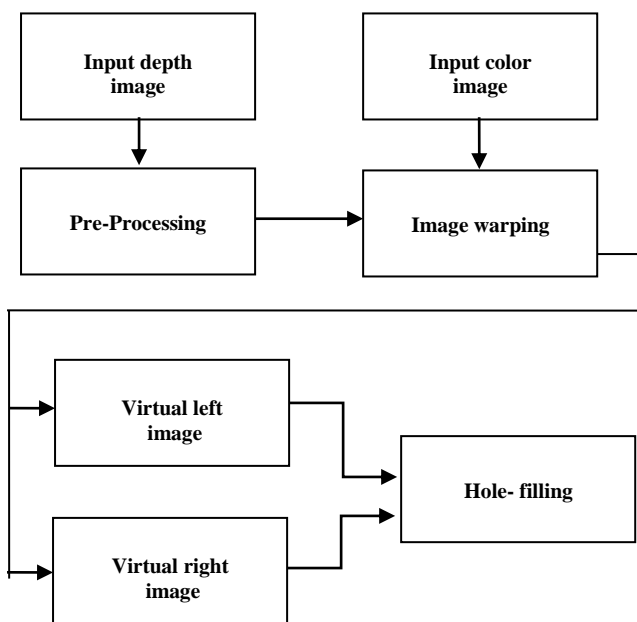 Input depth
image
Input color
image
Pre-Processing
Image warping
Virtual left
image
Hole- filling
Virtual right
image